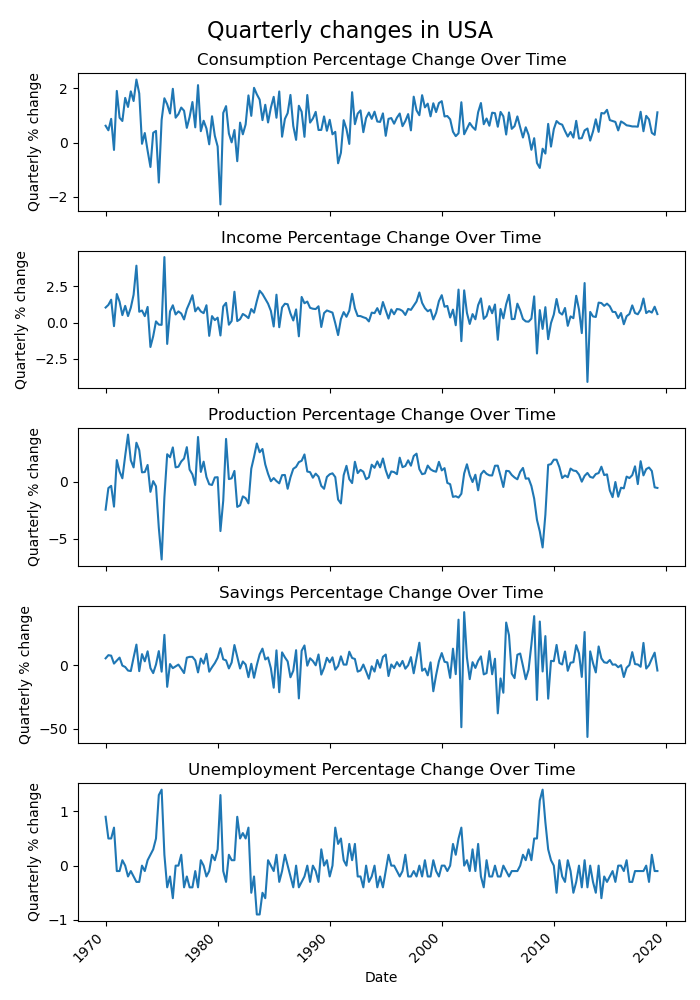 Quarterly changes in USA
Consumption Percentage Change Over Time
Quarterly % change
2
0
−2
Income Percentage Change Over Time
Quarterly % change
2.5
0.0
−2.5
Production Percentage Change Over Time
Quarterly % change
0
−5
Savings Percentage Change Over Time
Quarterly % change
0
−50
Unemployment Percentage Change Over Time
Quarterly % change
1
0
−1
1970
1980
1990
2000
2010
2020
Date